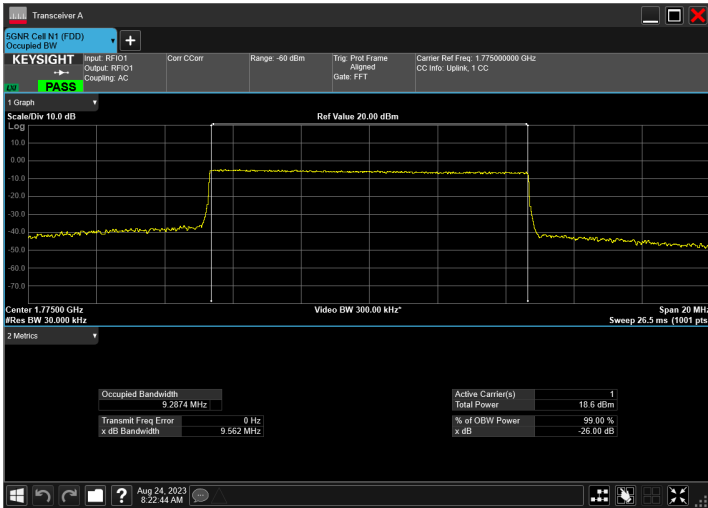 Transceiver A
5GNR Cell N1 (FDD)
Occupied BW
KEYSIGHT
LXI
PASS
Input: RFIO1
Output: RFIO1
Coupling: AC
Corr CCorr
Range: -60 dBm
Trig: Prot Frame
Aligned
Gate: FFT
Carrier Ref Freq: 1.775000000 GHz
CC Info: Uplink, 1 CC
1 Graph
Scale/Div 10.0 dB
Ref Value 20.00 dBm
Log
10.0
0.00
-10.0
-20.0
-30.0
-40.0
-50.0
-60.0
-70.0
Center 1.77500 GHz
Video BW 300.00 kHz*
Span 20 MHz
#Res BW 30.000 kHz
Sweep 26.5 ms (1001 pts)
2 Metrics
Occupied Bandwidth
9.2874 MHz
Active Carrier(s) 1
Total Power 18.6 dBm
Transmit Freq Error 0 Hz
x dB Bandwidth 9.562 MHz
% of OBW Power 99.00 %
x dB -26.00 dB
?
Aug 24, 2023
8:22:44 AM